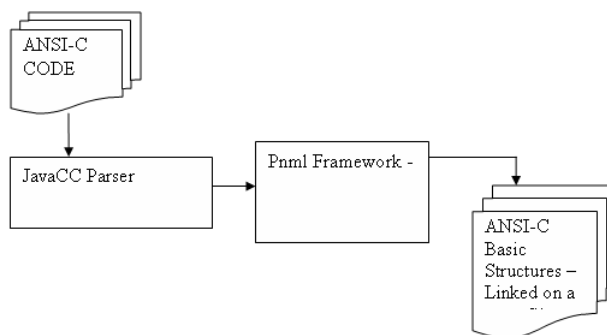 ANSI-C
CODE
JavaCC Parser
Pnml Framework -
ANSI-C
Basic
Structures –
Linked on a